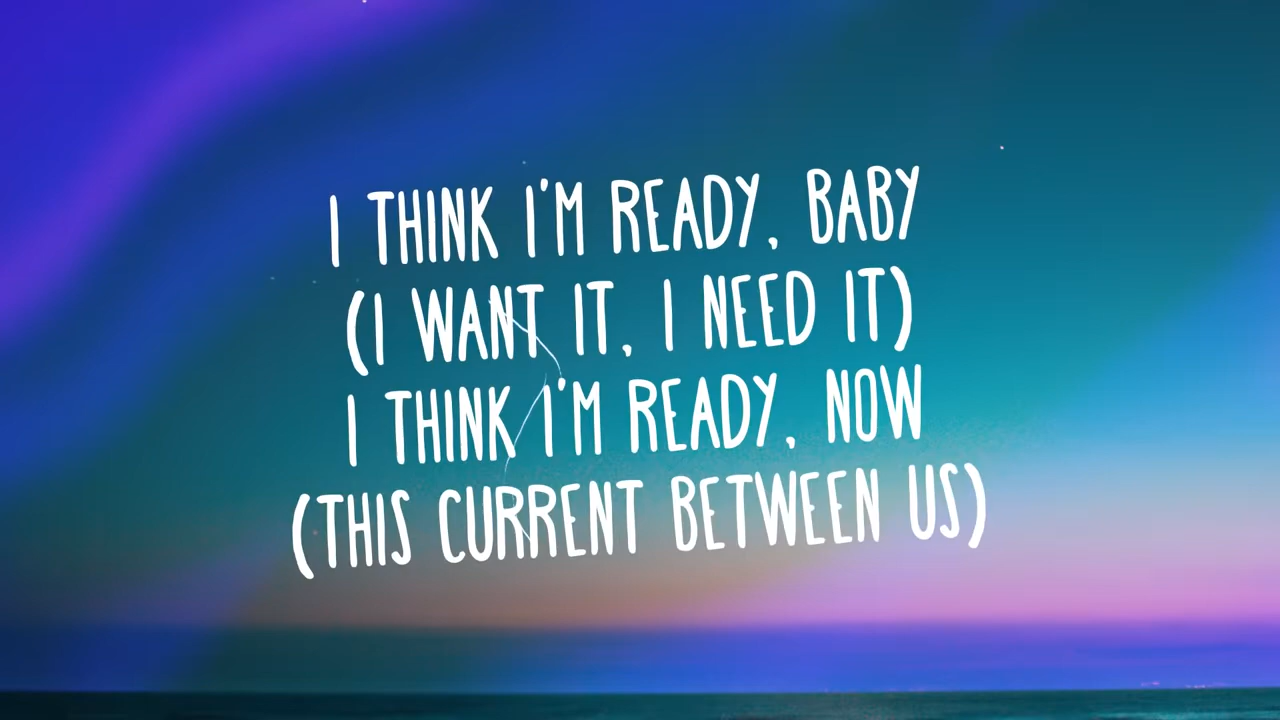 I THINK I'M READY, BABY
(I WANT IT, I NEED IT)
I THINK I'M READY, NOW
(THIS CURRENT BETWEEN US)